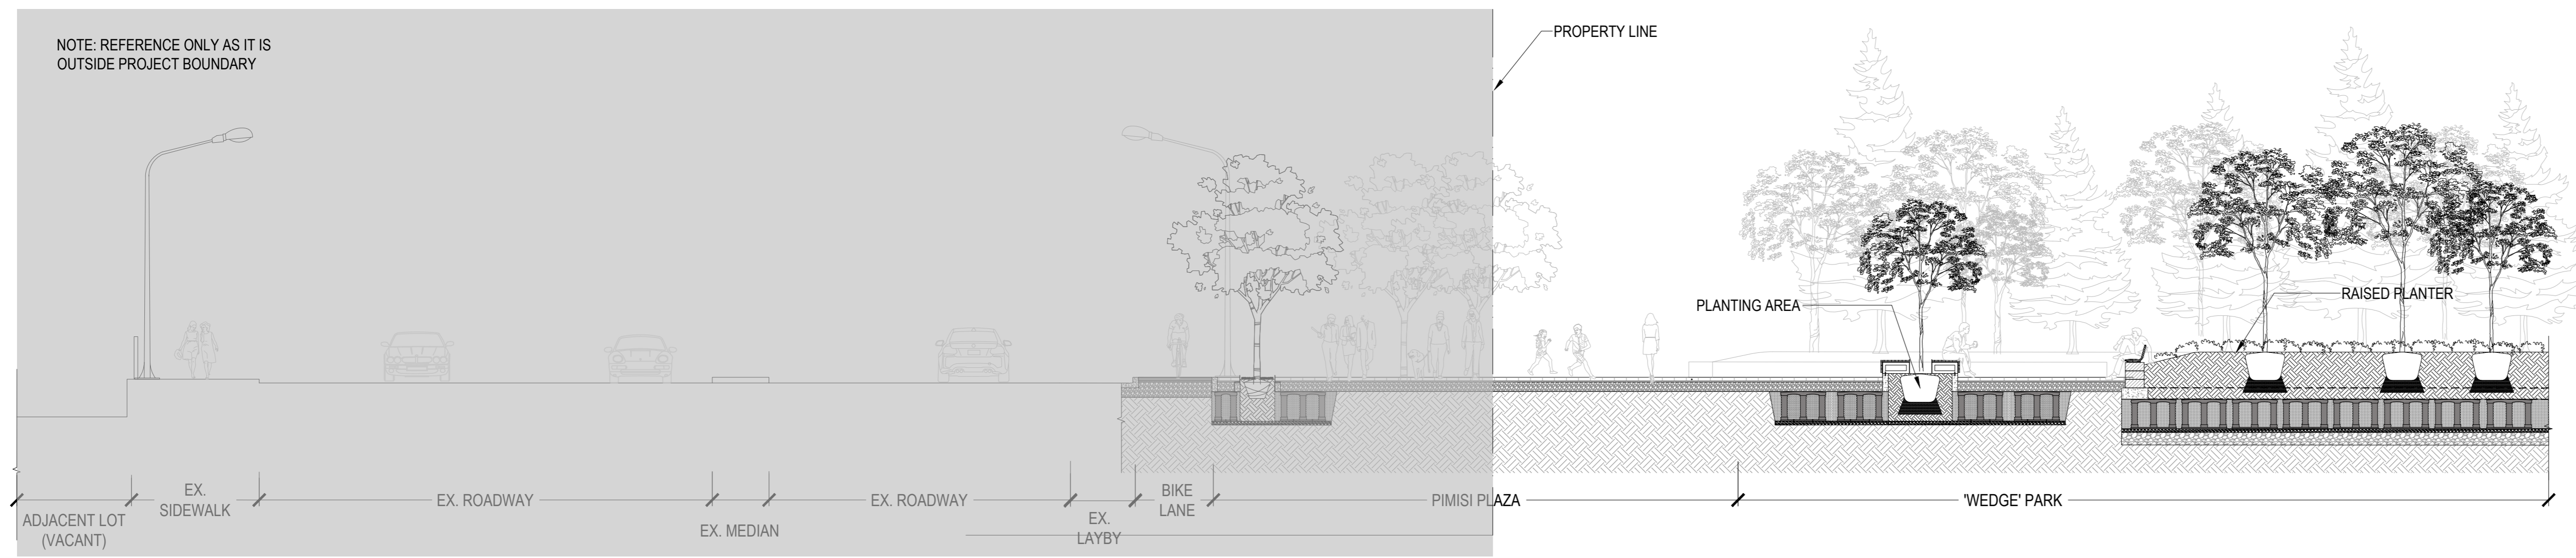 NOTE: REFERENCE ONLY AS IT IS
OUTSIDE PROJECT BOUNDARY
PROPERTY LINE
PLANTING AREA
RAISED PLANTER
ADJACENT LOT
(VACANT)
EX.
SIDEWALK
EX. ROADWAY
EX. MEDIAN
EX. ROADWAY
EX.
LAYBY
BIKE
LANE
PIMISI PLAZA
'WEDGE' PARK